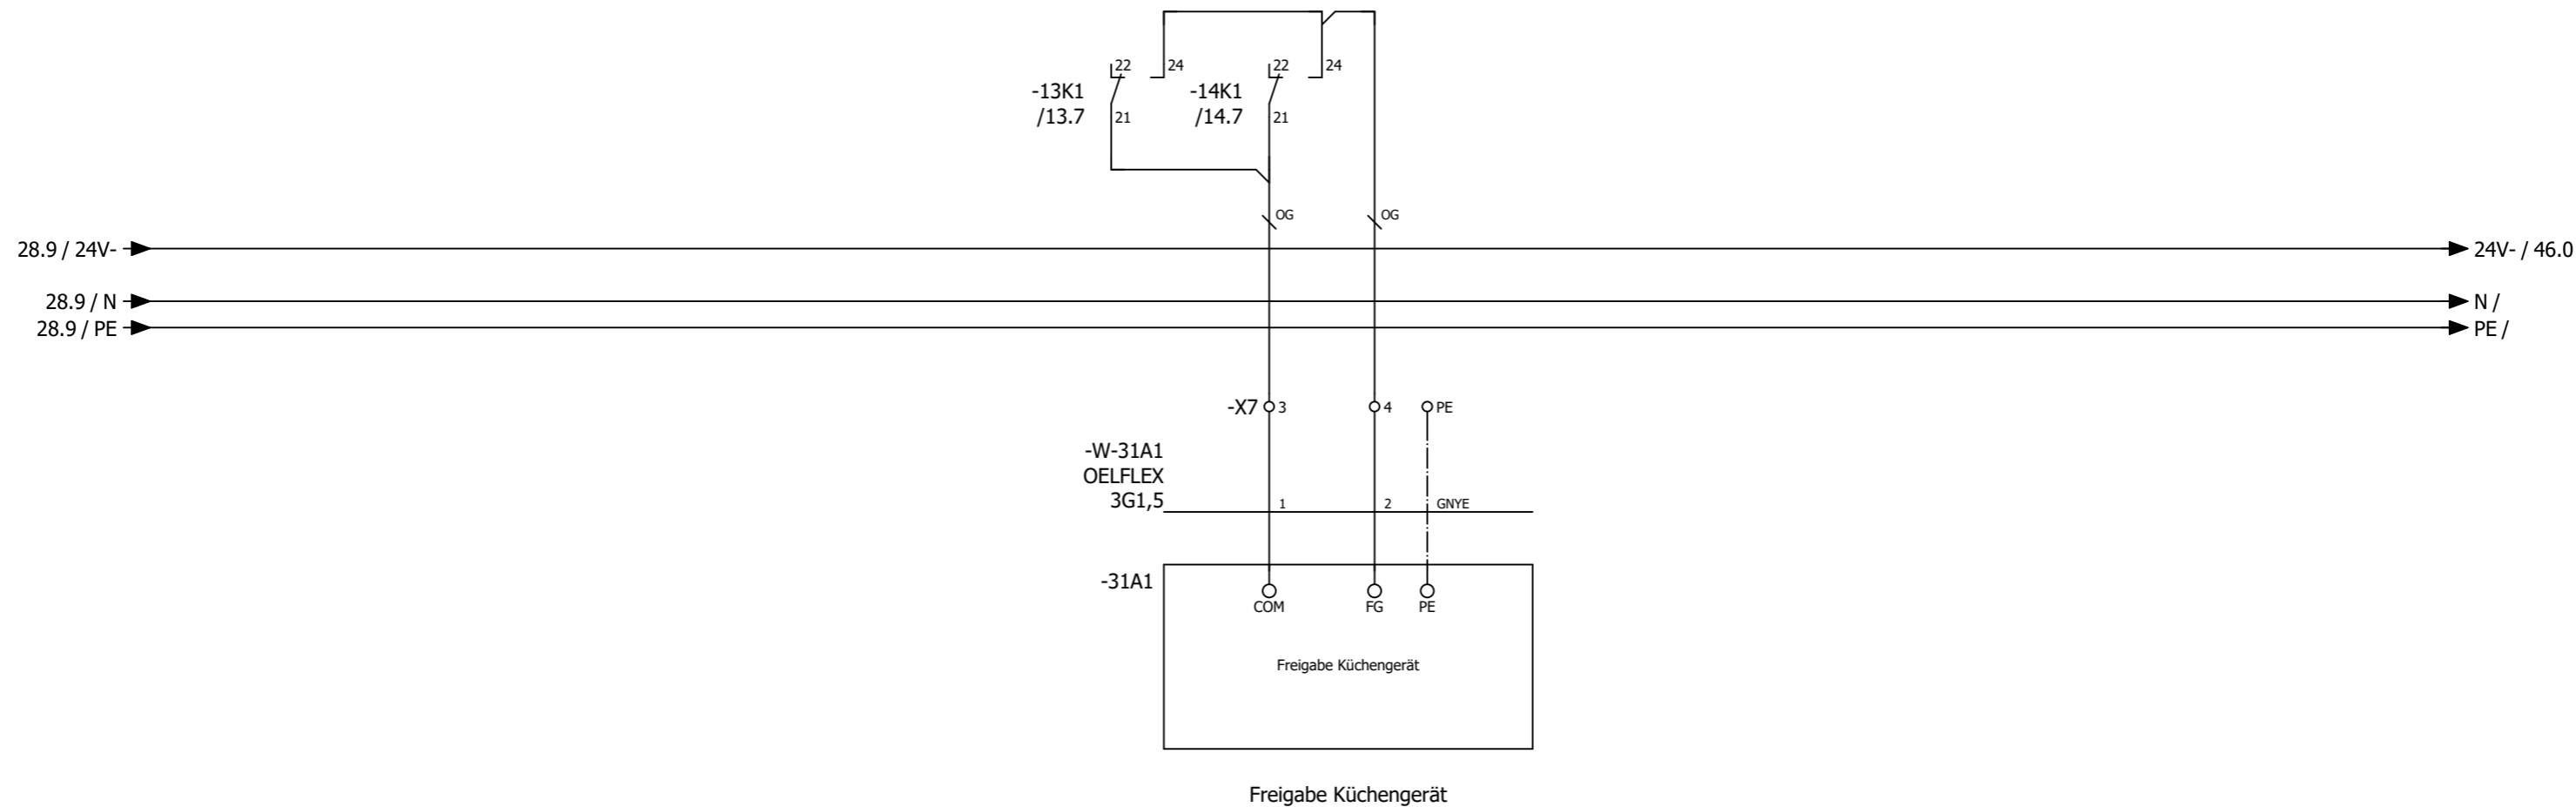 22 24 22 24
-13K1 -14K1
/13.7 21 /14.7 21
OG OG
28.9 / 24V- 24V- / 46.0
28.9 / N N /
28.9 / PE PE /
-X7 3 4 PE
-W-31A1
OELFLEX
3G1,5 1 2 GNYE
-31A1
COM FG PE
Freigabe Küchengerät
Freigabe Küchengerät